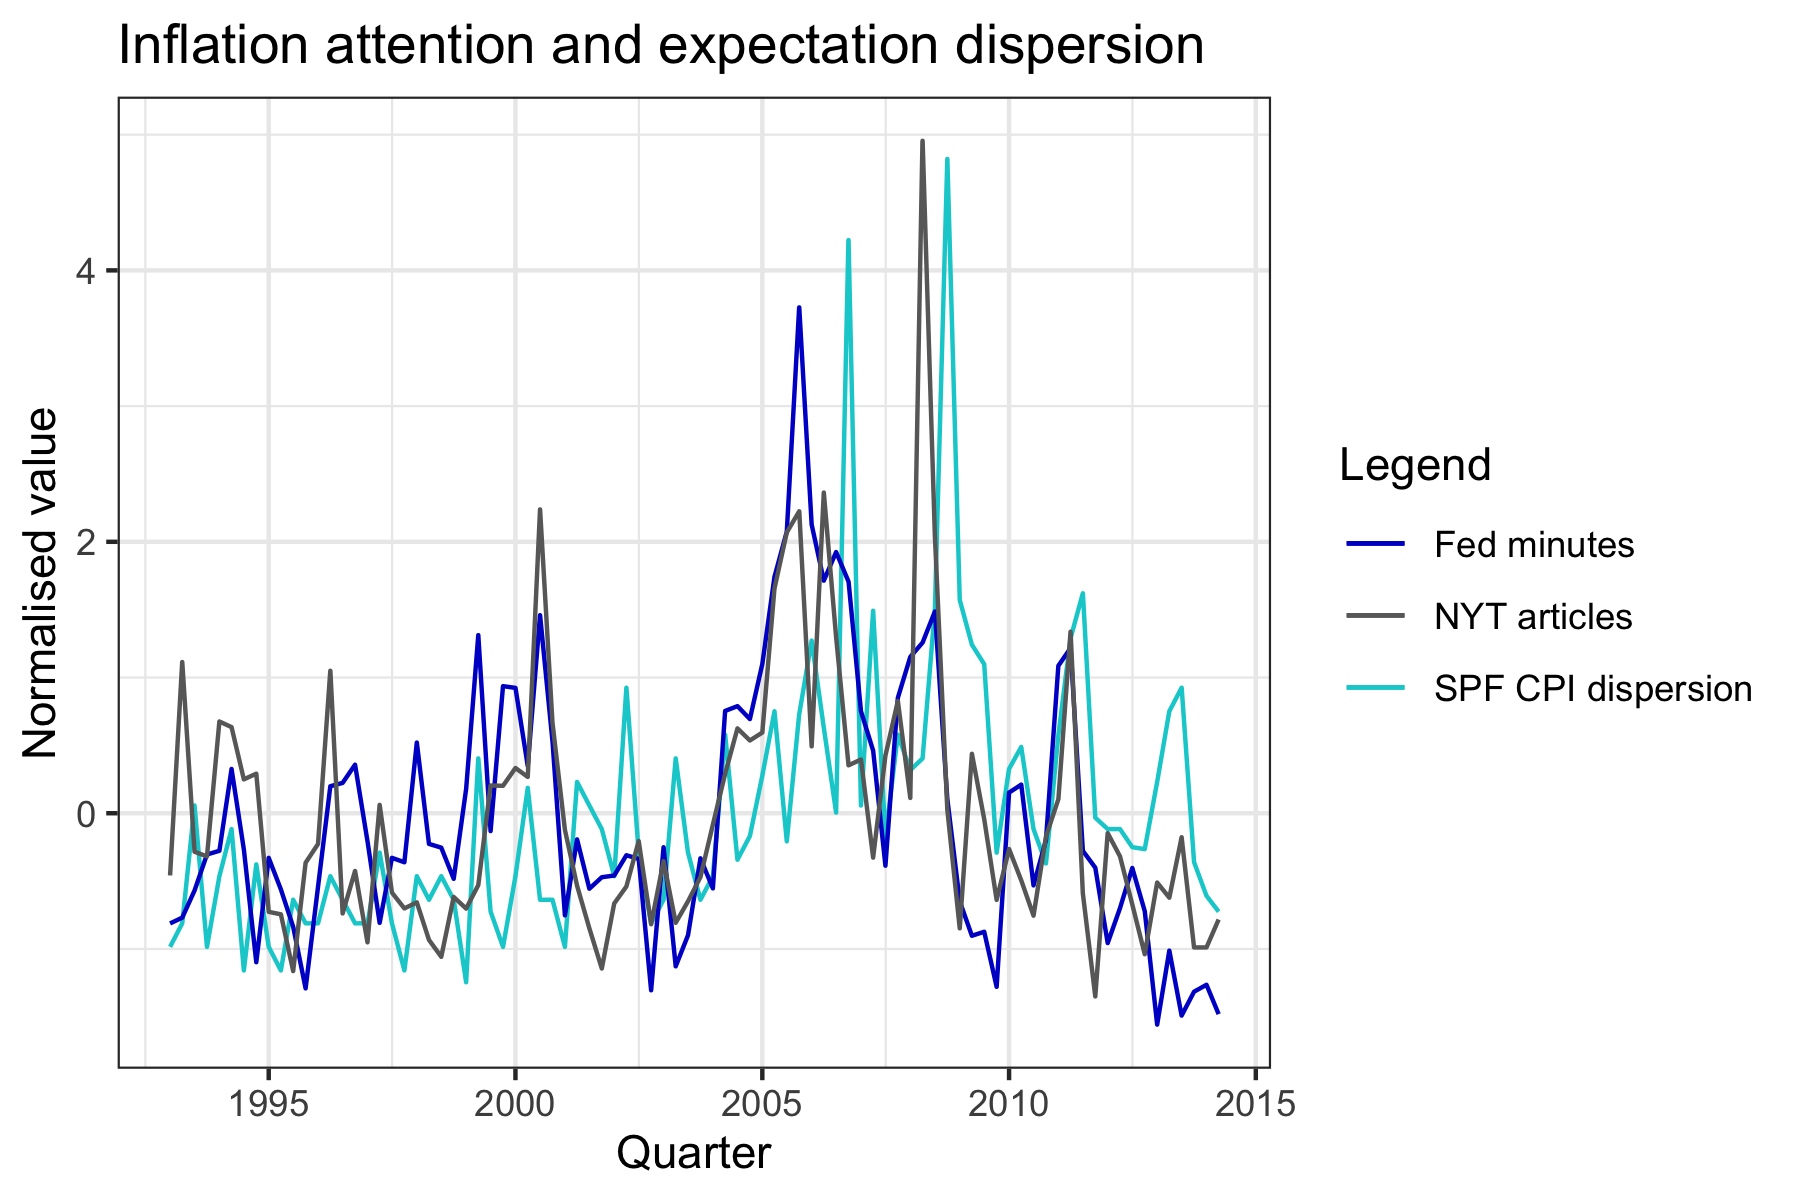 Inflation attention and expectation dispersion
Normalised value
4
2
0
1995 2000 2005 2010 2015
Quarter
Legend
Fed minutes
NYT articles
SPF CPI dispersion